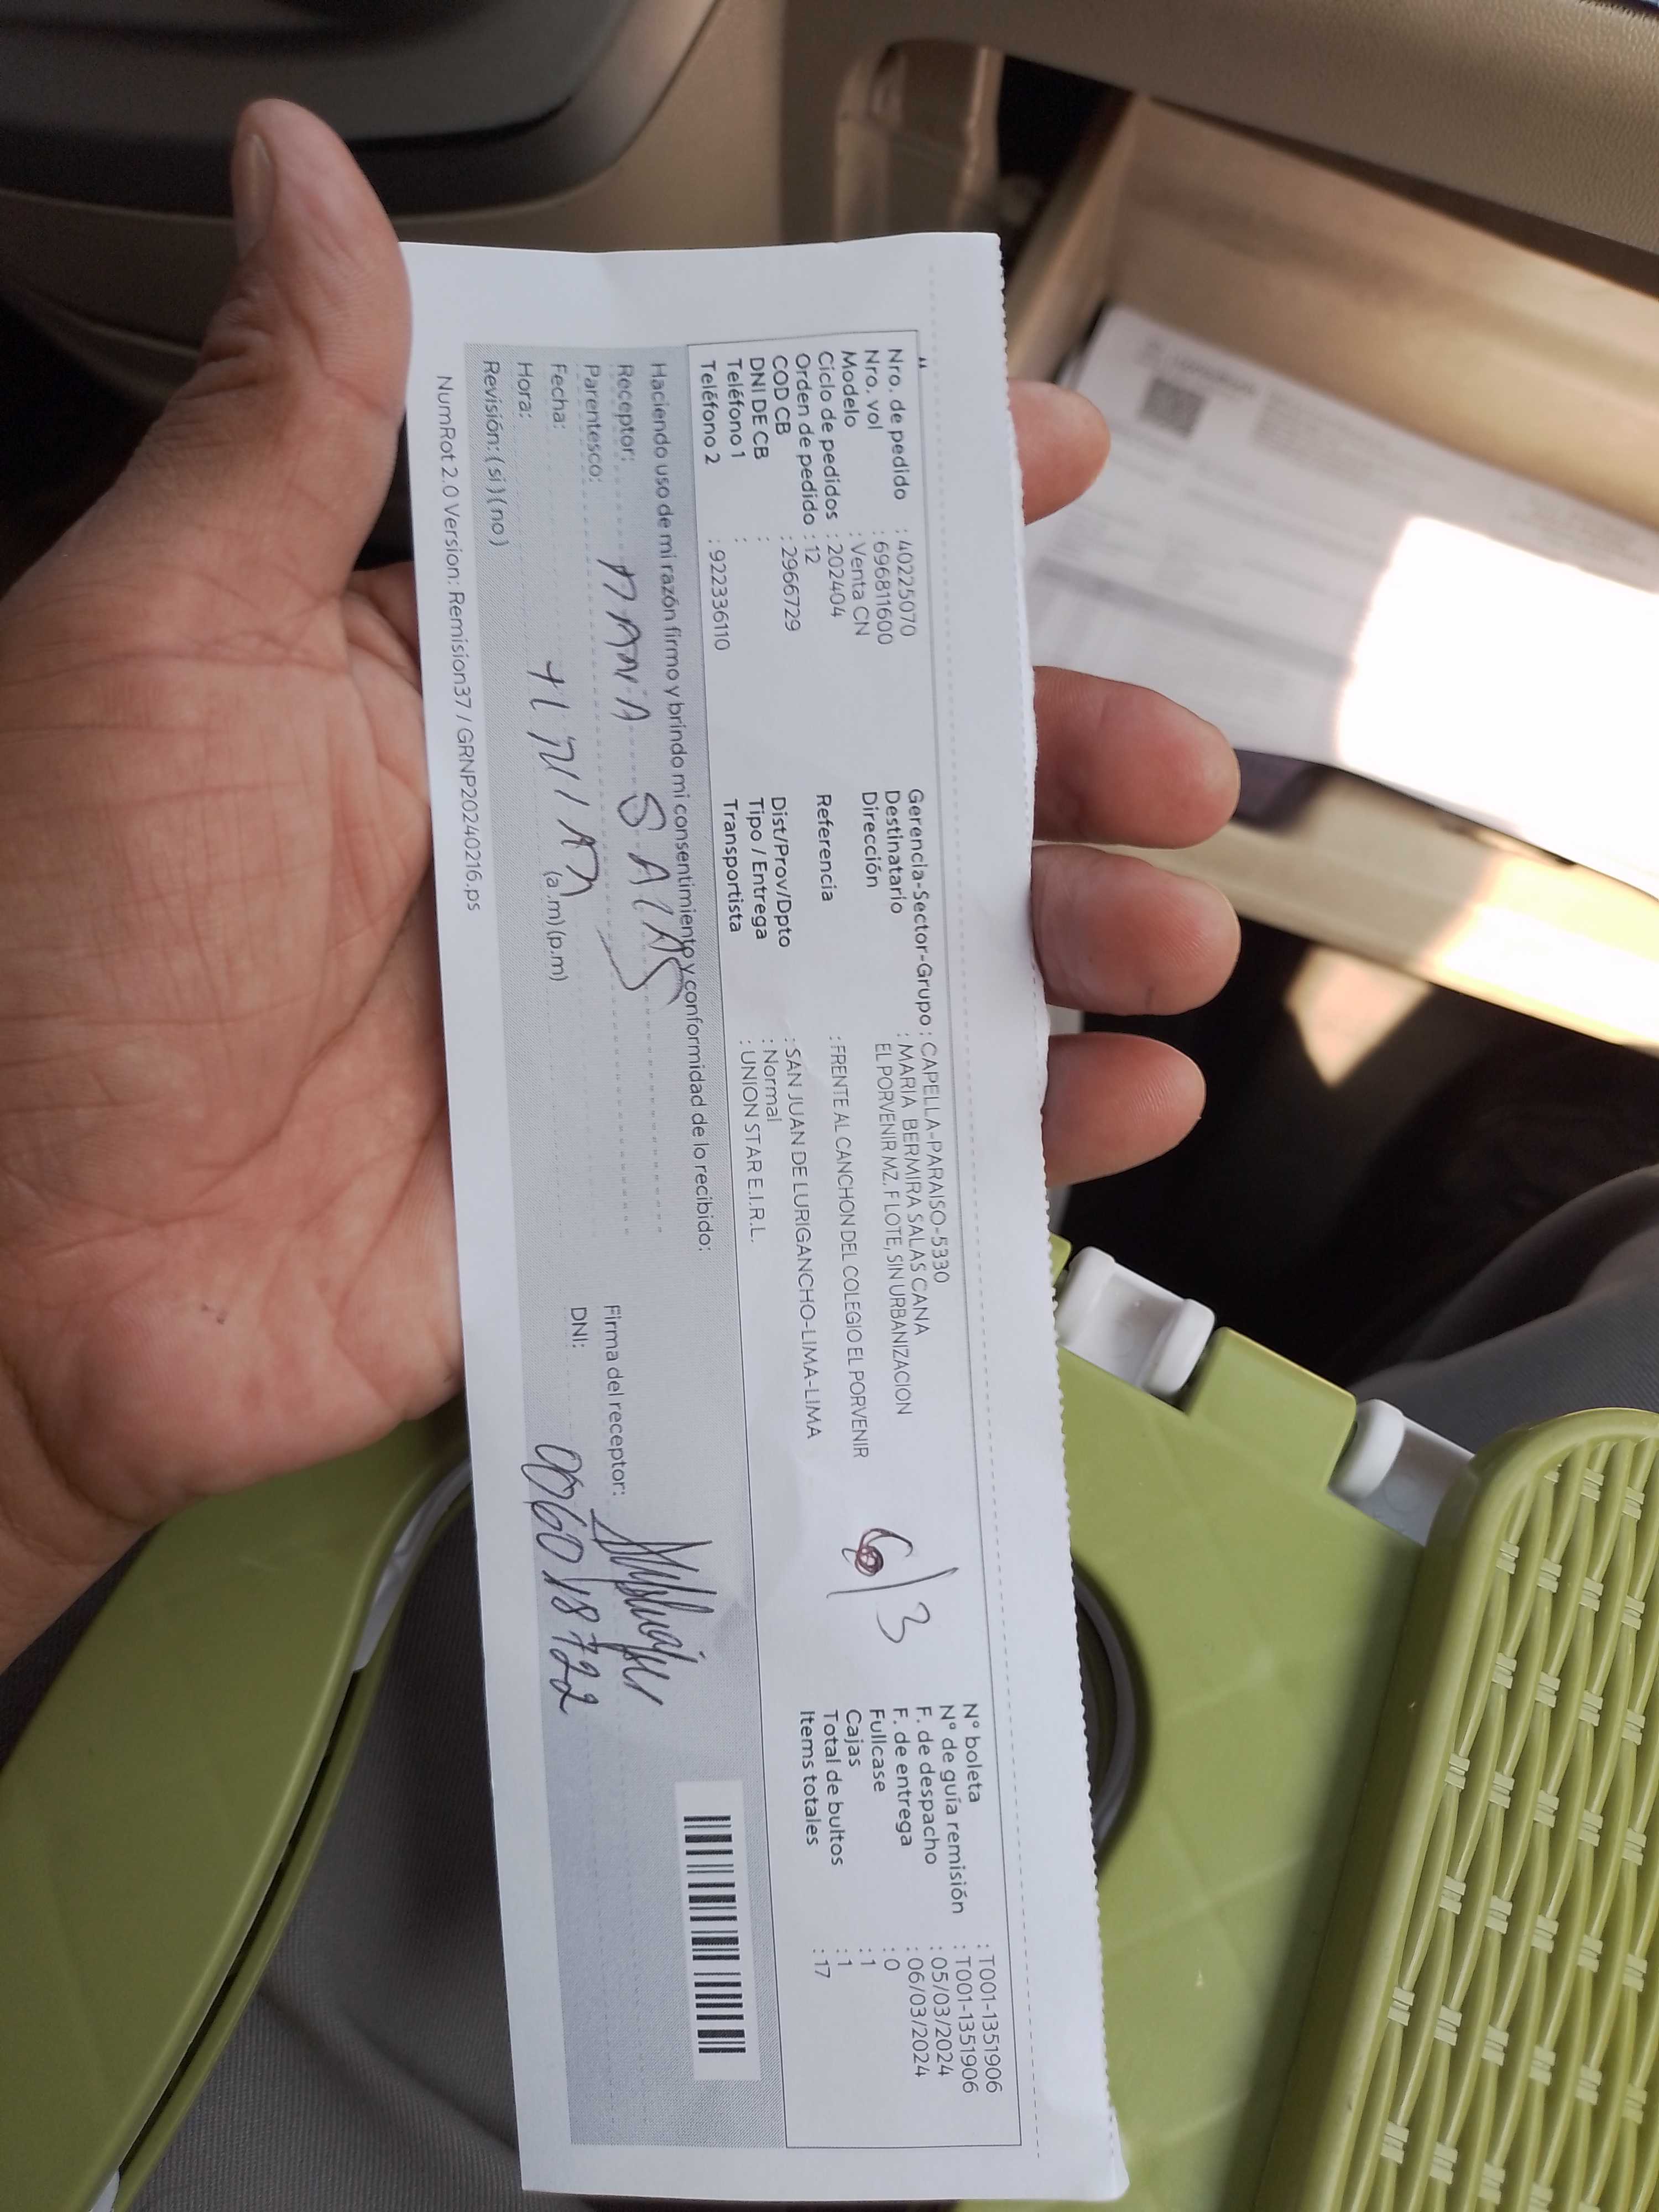 Nro. de pedido : 40225070
Nro. vol : 696811600
Modelo : Venta CN
Ciclo de pedidos : 202404
Orden de pedido : 12
COD CB : 2966729
DNI DE CB :
Teléfono 1 :
Teléfono 2 : 922336110
Gerencia-Sector-Grupo : CAPELLA-PARAISO-5330
Destinatario : MARIA BERMIRA SALAS CANA
Dirección EL PORVENIR MZ. F LOTE, SIN URBANIZACION
Referencia : FRENTE AL CANCHON DEL COLEGIO EL PORVENIR
Dist/Prov/Dpto : SAN JUAN DE LURIGANCHO-LIMA-LIMA
Tipo / Entrega : Normal
Transportista : UNION STAR E.I.R.L.
6/3
N° boleta : T001-1351906
N° de guía remisión : T001-1351906
F. de despacho : 05/03/2024
F. de entrega : 06/03/2024
Fullcase : 0
Cajas : 1
Total de bultos : 1
Items totales : 17
Haciendo uso de mi razón firmo y brindo mi consentimiento y conformidad de lo recibido:
Receptor: MARIA SALAS
Parentesco:
Fecha:
Hora: (a.m) (p.m)
Revisión: (si) (no)
Firma del receptor:
DNI:
NumRot 2.0 Version: Remision37 / GRNP20240216.ps